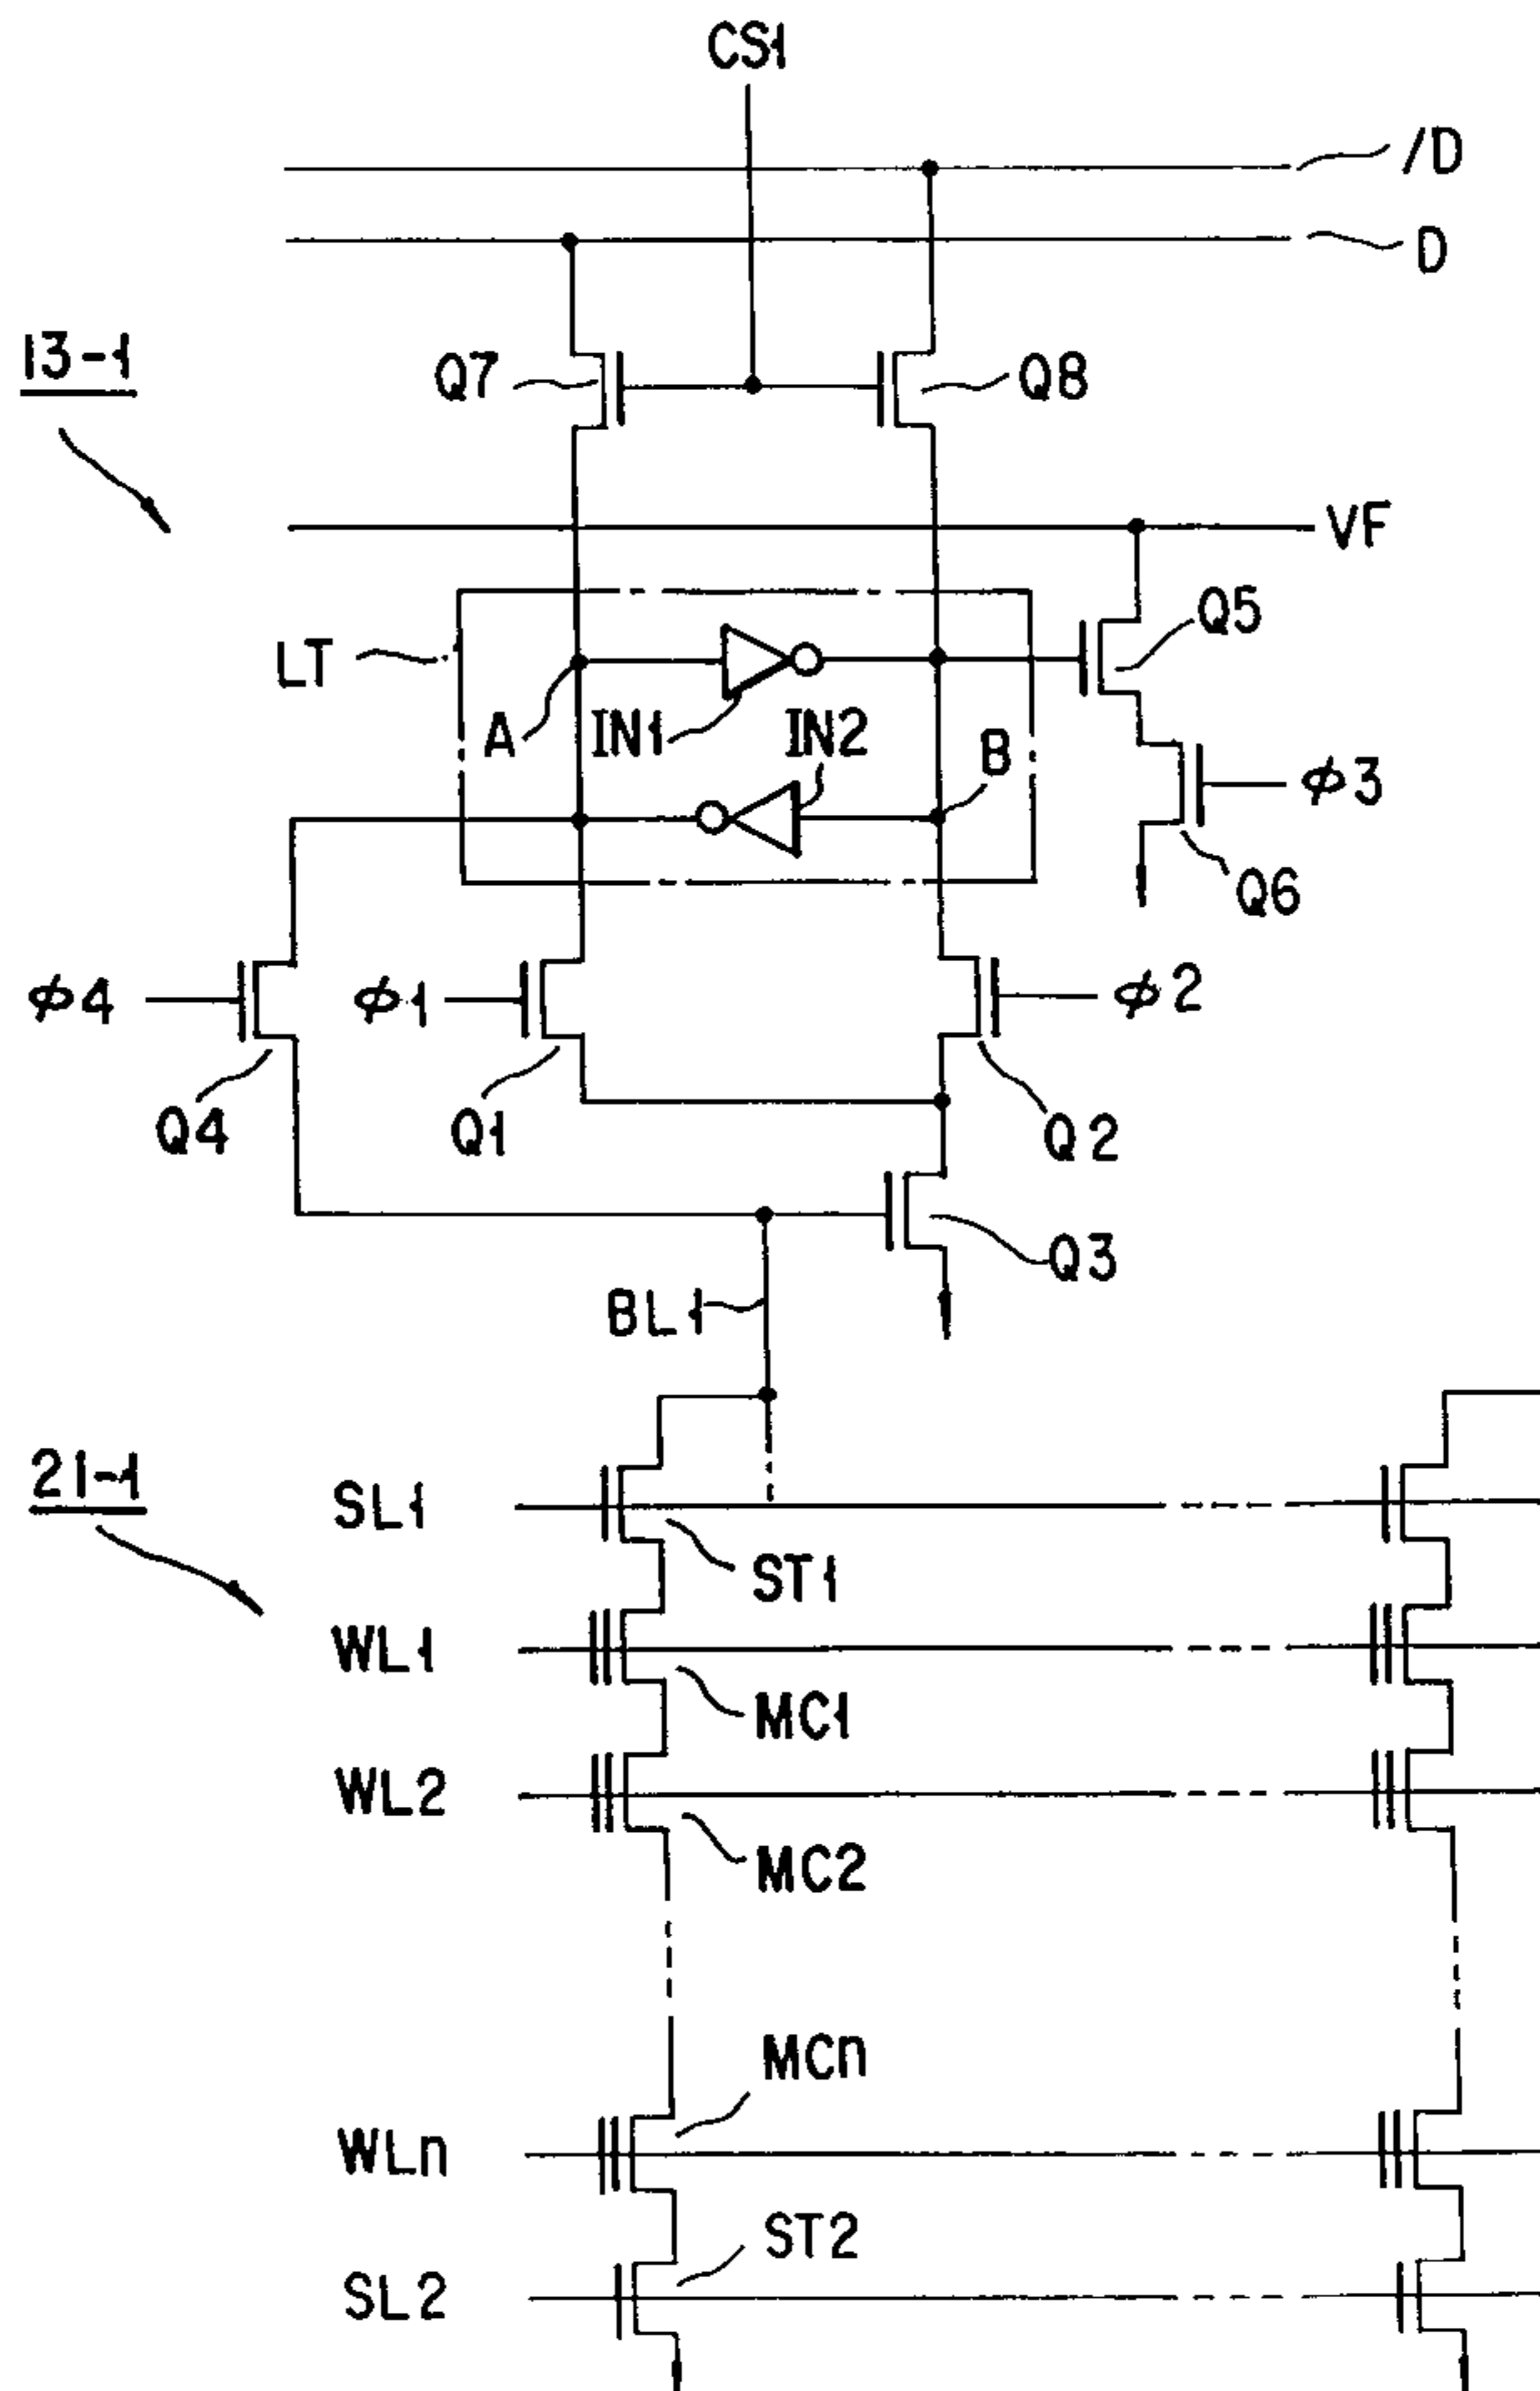 CS1
/D
D
13-1
Q7
Q8
VF
LT
Q5
A
IN1
IN2
B
φ3
Q6
φ4
φ1
φ2
Q4
Q1
Q2
Q3
BL1
21-1
SL1
ST1
WL1
MC1
WL2
MC2
MCn
WLn
ST2
SL2